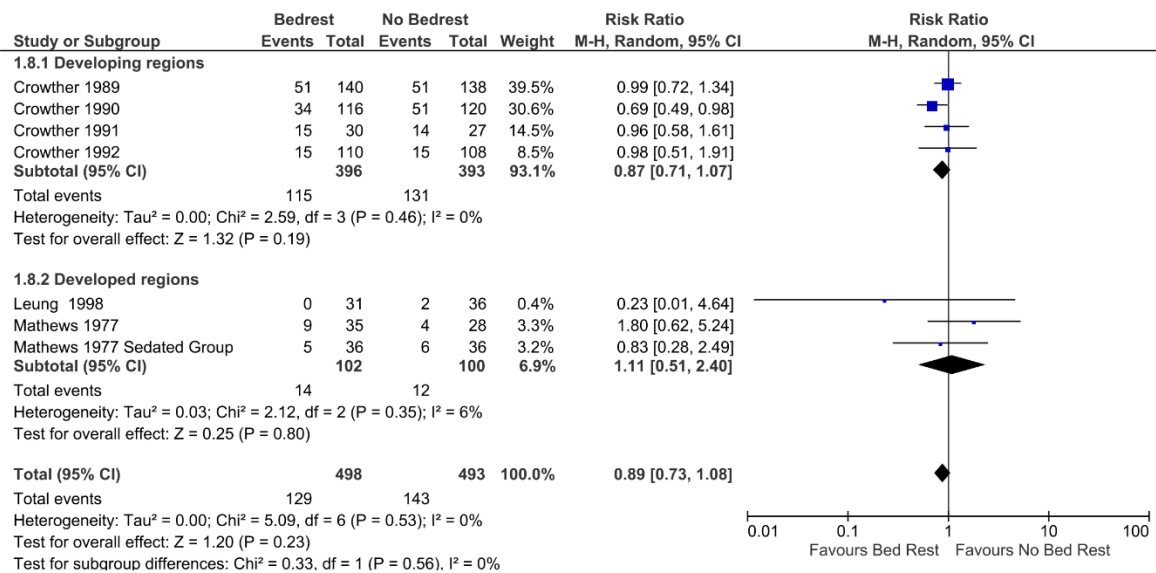 Bedrest No Bedrest Risk Ratio Risk Ratio
Study or Subgroup Events Total Events Total Weight M-H, Random, 95% CI M-H, Random, 95% CI
1.8.1 Developing regions
Crowther 1989 51 140 51 138 39.5% 0.99 [0.72, 1.34]
Crowther 1990 34 116 51 120 30.6% 0.69 [0.49, 0.98]
Crowther 1991 15 30 14 27 14.5% 0.96 [0.58, 1.61]
Crowther 1992 15 110 15 108 8.5% 0.98 [0.51, 1.91]
Subtotal (95% CI) 396 393 93.1% 0.87 [0.71, 1.07]
Total events 115 131
Heterogeneity: Tau² = 0.00; Chi² = 2.59, df = 3 (P = 0.46); I² = 0%
Test for overall effect: Z = 1.32 (P = 0.19)
1.8.2 Developed regions
Leung 1998 0 31 2 36 0.4% 0.23 [0.01, 4.64]
Mathews 1977 9 35 4 28 3.3% 1.80 [0.62, 5.24]
Mathews 1977 Sedated Group 5 36 6 36 3.2% 0.83 [0.28, 2.49]
Subtotal (95% CI) 102 100 6.9% 1.11 [0.51, 2.40]
Total events 14 12
Heterogeneity: Tau² = 0.03; Chi² = 2.12, df = 2 (P = 0.35); I² = 6%
Test for overall effect: Z = 0.25 (P = 0.80)
Total (95% CI) 498 493 100.0% 0.89 [0.73, 1.08]
Total events 129 143
Heterogeneity: Tau² = 0.00; Chi² = 5.09, df = 6 (P = 0.53); I² = 0%
Test for overall effect: Z = 1.20 (P = 0.23)
Test for subgroup differences: Chi² = 0.33, df = 1 (P = 0.56), I² = 0%
0.01 0.1 1 10 100
Favours Bed Rest Favours No Bed Rest